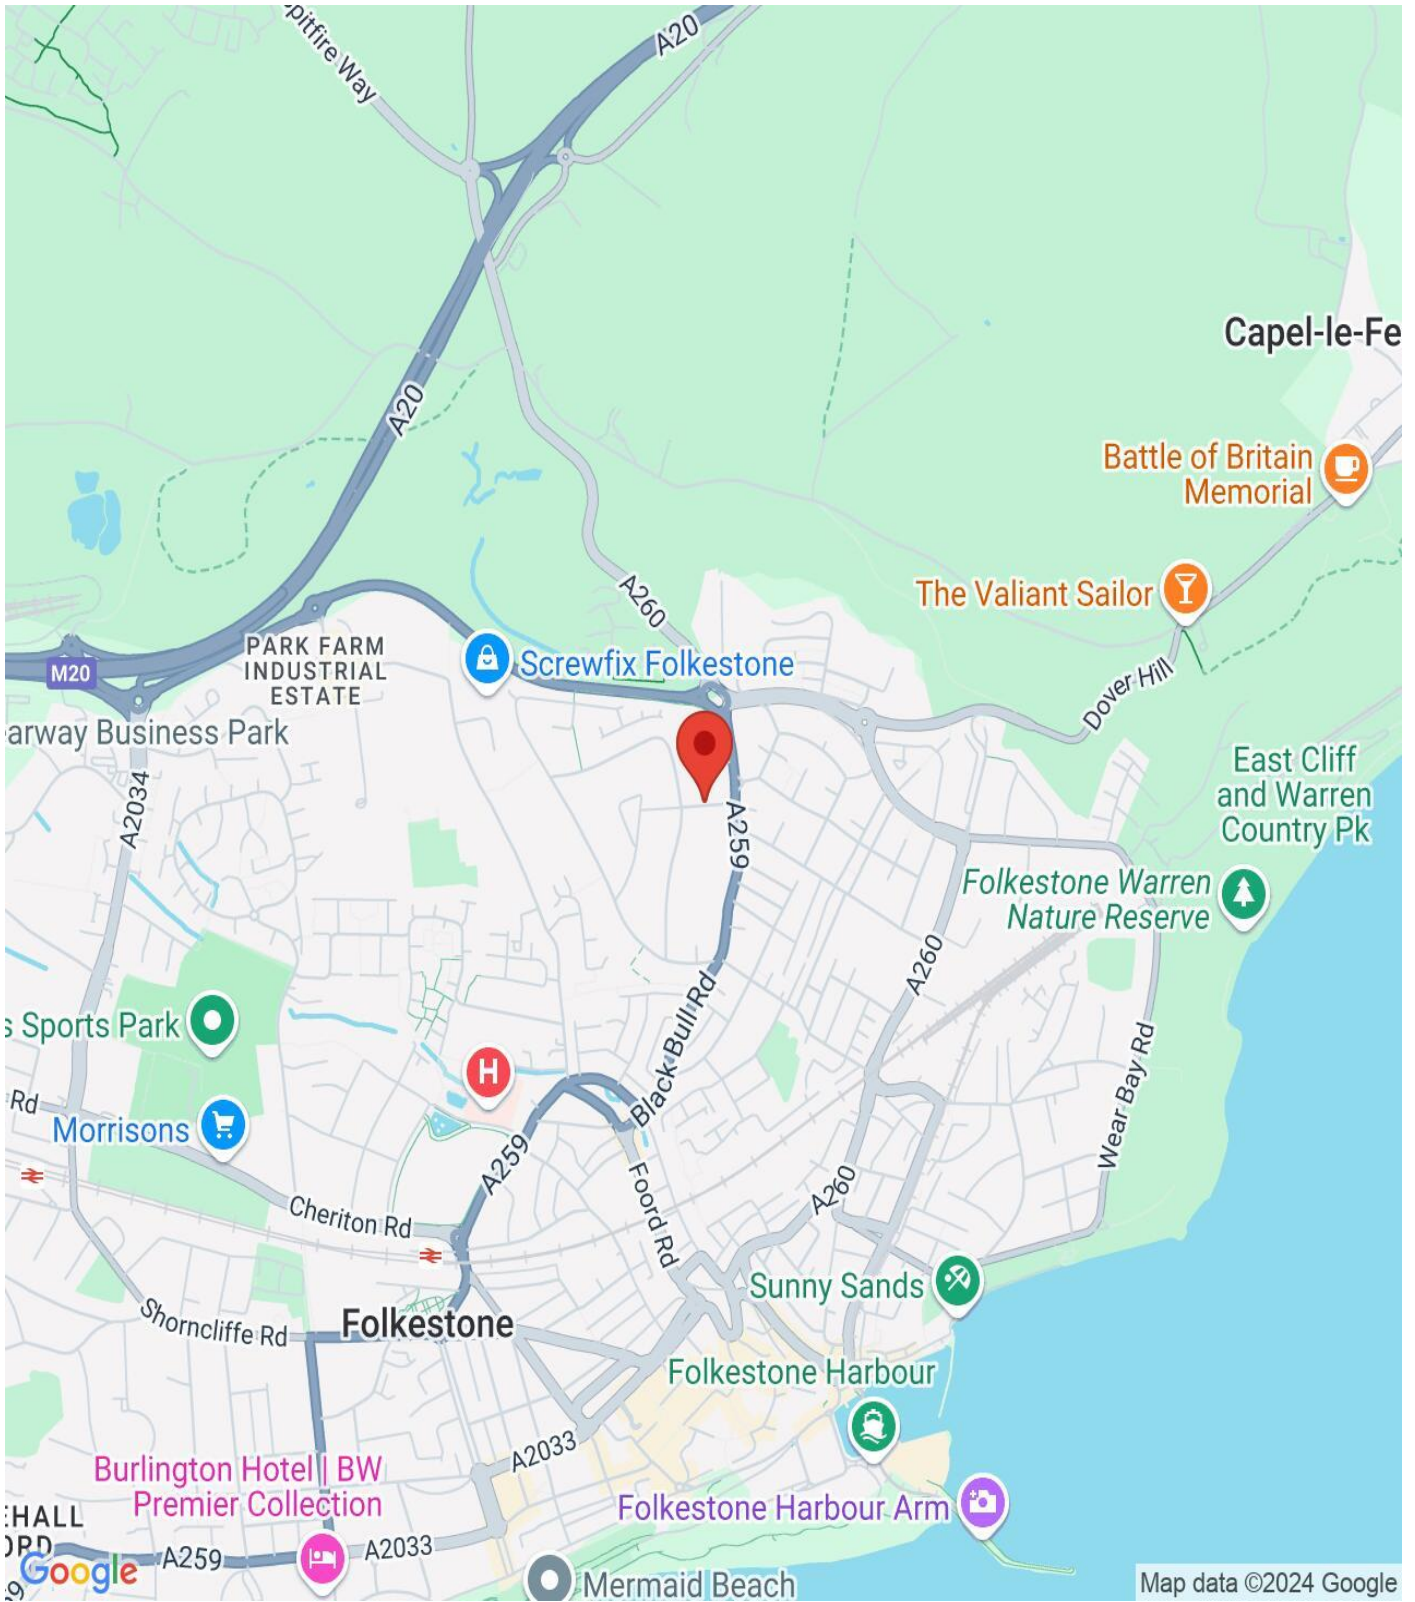 pitfire Way
A20
Capel-le-Fe
A20
Battle of Britain
Memorial
A260
The Valiant Sailor
PARK FARM
INDUSTRIAL
ESTATE
Screwfix Folkestone
M20
Dover Hill
arway Business Park
East Cliff
and Warren
Country Pk
A2034
A259
Folkestone Warren
Nature Reserve
A260
s Sports Park
Black Bull Rd
H
Wear Bay Rd
Rd
Morrisons
A259
Foord Rd
A260
Cheriton Rd
Sunny Sands
Shorncliffe Rd
Folkestone
Folkestone Harbour
A2033
Burlington Hotel | BW
Premier Collection
Folkestone Harbour Arm
EHALL
ORD
A259
A2033
Google
Mermaid Beach
Map data ©2024 Google